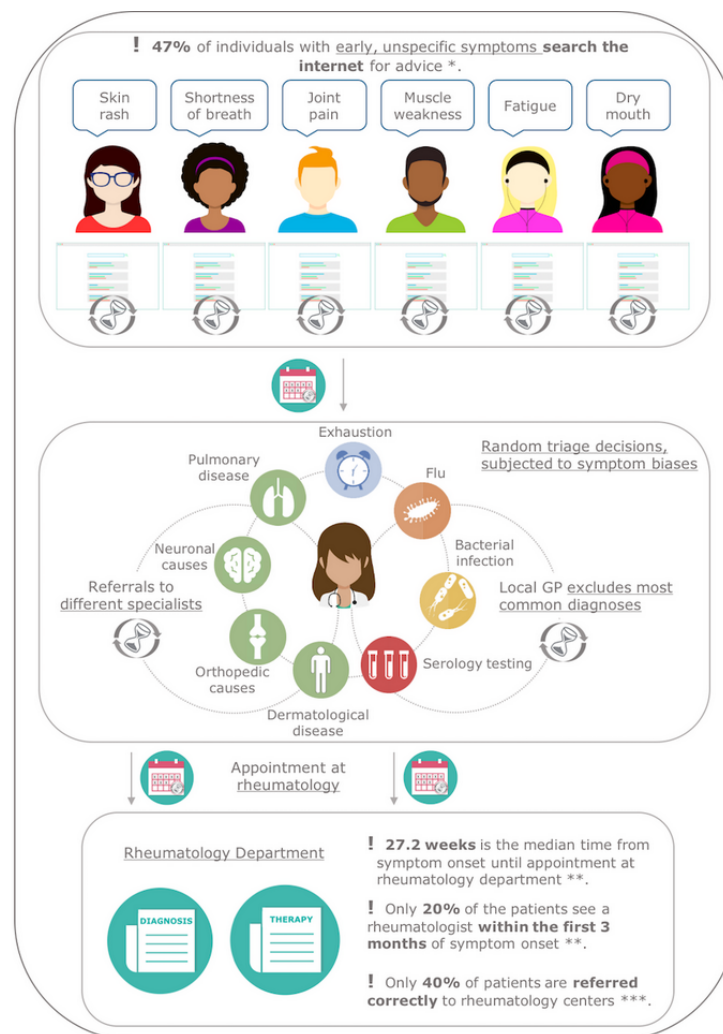 ! 47% of individuals with early, unspecific symptoms search the
internet for advice *.
Skin
rash
Shortness
of breath
Joint
pain
Muscle
weakness
Fatigue
Dry
mouth
Exhaustion
Random triage decisions,
subjected to symptom biases
Pulmonary
disease
Flu
Neuronal
causes
Bacterial
infection
Referrals to
different specialists
Local GP excludes most
common diagnoses
Orthopedic
causes
Serology testing
Dermatological
disease
Appointment at
rheumatology
Rheumatology Department
DIAGNOSIS
THERAPY
! 27.2 weeks is the median time from
symptom onset until appointment at
rheumatology department **.
! Only 20% of the patients see a
rheumatologist within the first 3
months of symptom onset **.
! Only 40% of patients are referred
correctly to rheumatology centers ***.